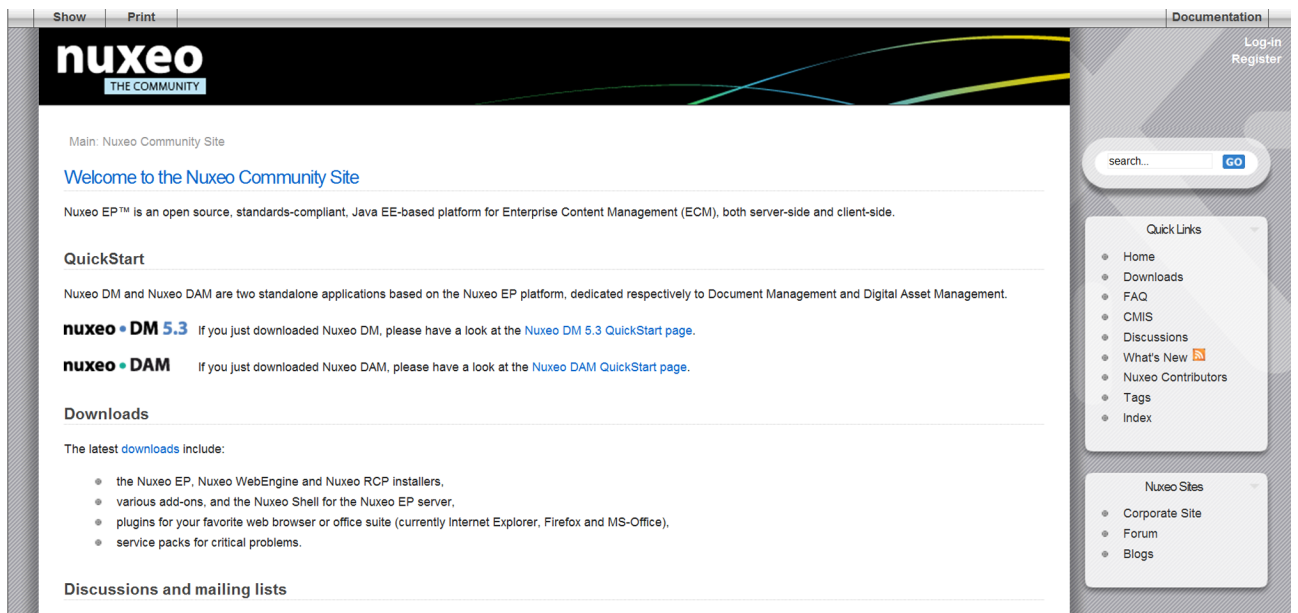 Show Print Documentation
Log-in
Register
nuxeo
THE COMMUNITY
Main: Nuxeo Community Site
Welcome to the Nuxeo Community Site
Nuxeo EP™ is an open source, standards-compliant, Java EE-based platform for Enterprise Content Management (ECM), both server-side and client-side.
QuickStart
Nuxeo DM and Nuxeo DAM are two standalone applications based on the Nuxeo EP platform, dedicated respectively to Document Management and Digital Asset Management.
nuxeo • DM 5.3 If you just downloaded Nuxeo DM, please have a look at the Nuxeo DM 5.3 QuickStart page.
nuxeo • DAM If you just downloaded Nuxeo DAM, please have a look at the Nuxeo DAM QuickStart page.
Downloads
The latest downloads include:
the Nuxeo EP, Nuxeo WebEngine and Nuxeo RCP installers,
various add-ons, and the Nuxeo Shell for the Nuxeo EP server,
plugins for your favorite web browser or office suite (currently Internet Explorer, Firefox and MS-Office),
service packs for critical problems.
Discussions and mailing lists
search... GO
Quick Links
Home
Downloads
FAQ
CMIS
Discussions
What's New
Nuxeo Contributors
Tags
Index
Nuxeo Sites
Corporate Site
Forum
Blogs